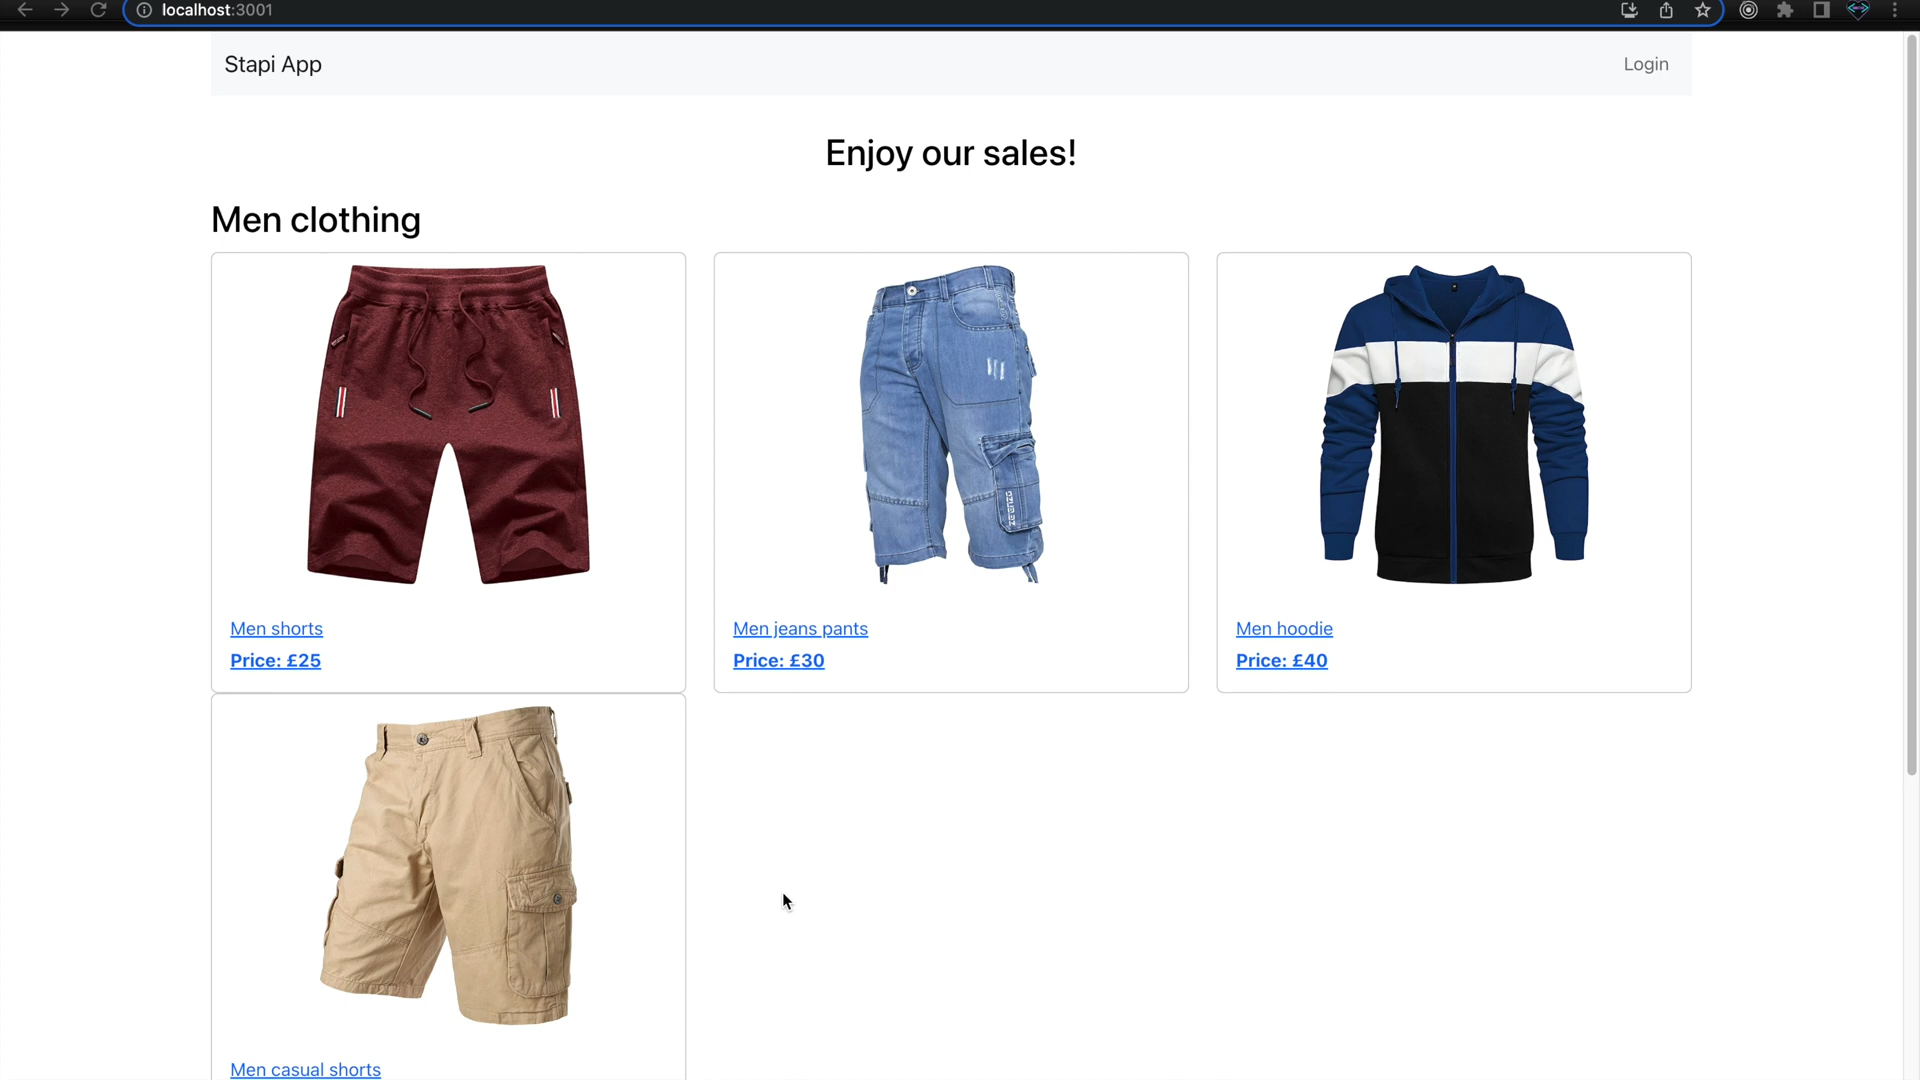 localhost:3001
Stapi App
Login
Enjoy our sales!
Men clothing
Men shorts
Price: £25
Men jeans pants
Price: £30
Men hoodie
Price: £40
Men casual shorts